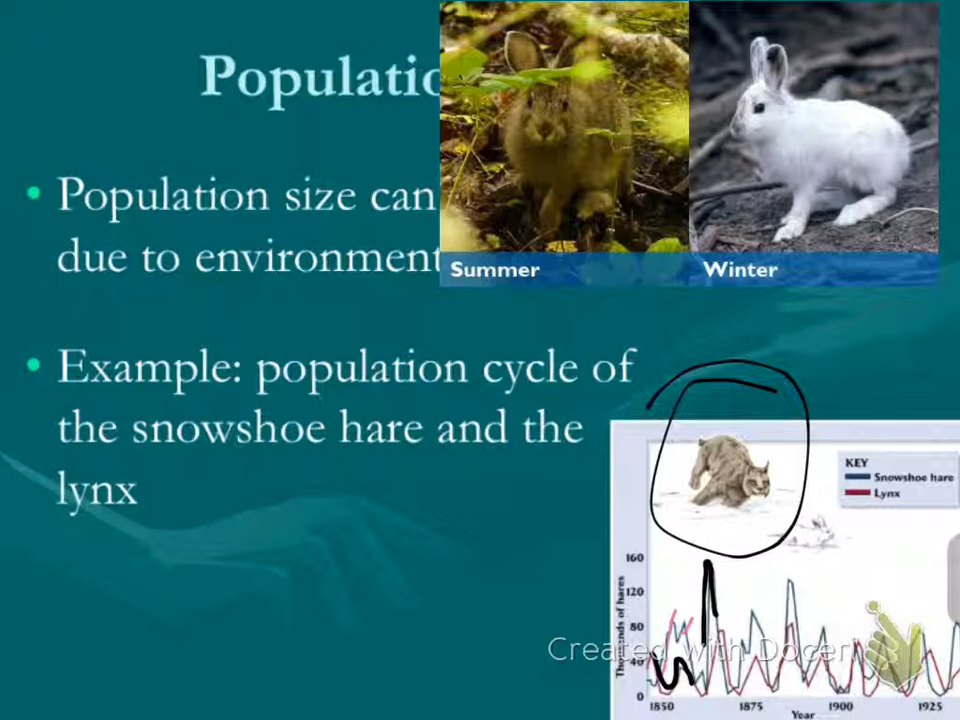 Populatio
Population size can
due to environment
Summer
Winter
Example: population cycle of
the snowshoe hare and the
lynx
KEY
Snowshoe hare
Lynx
Thousands of hares
160
120
80
40
0
1850
1875
1900
1925
Year
Created with Doceri